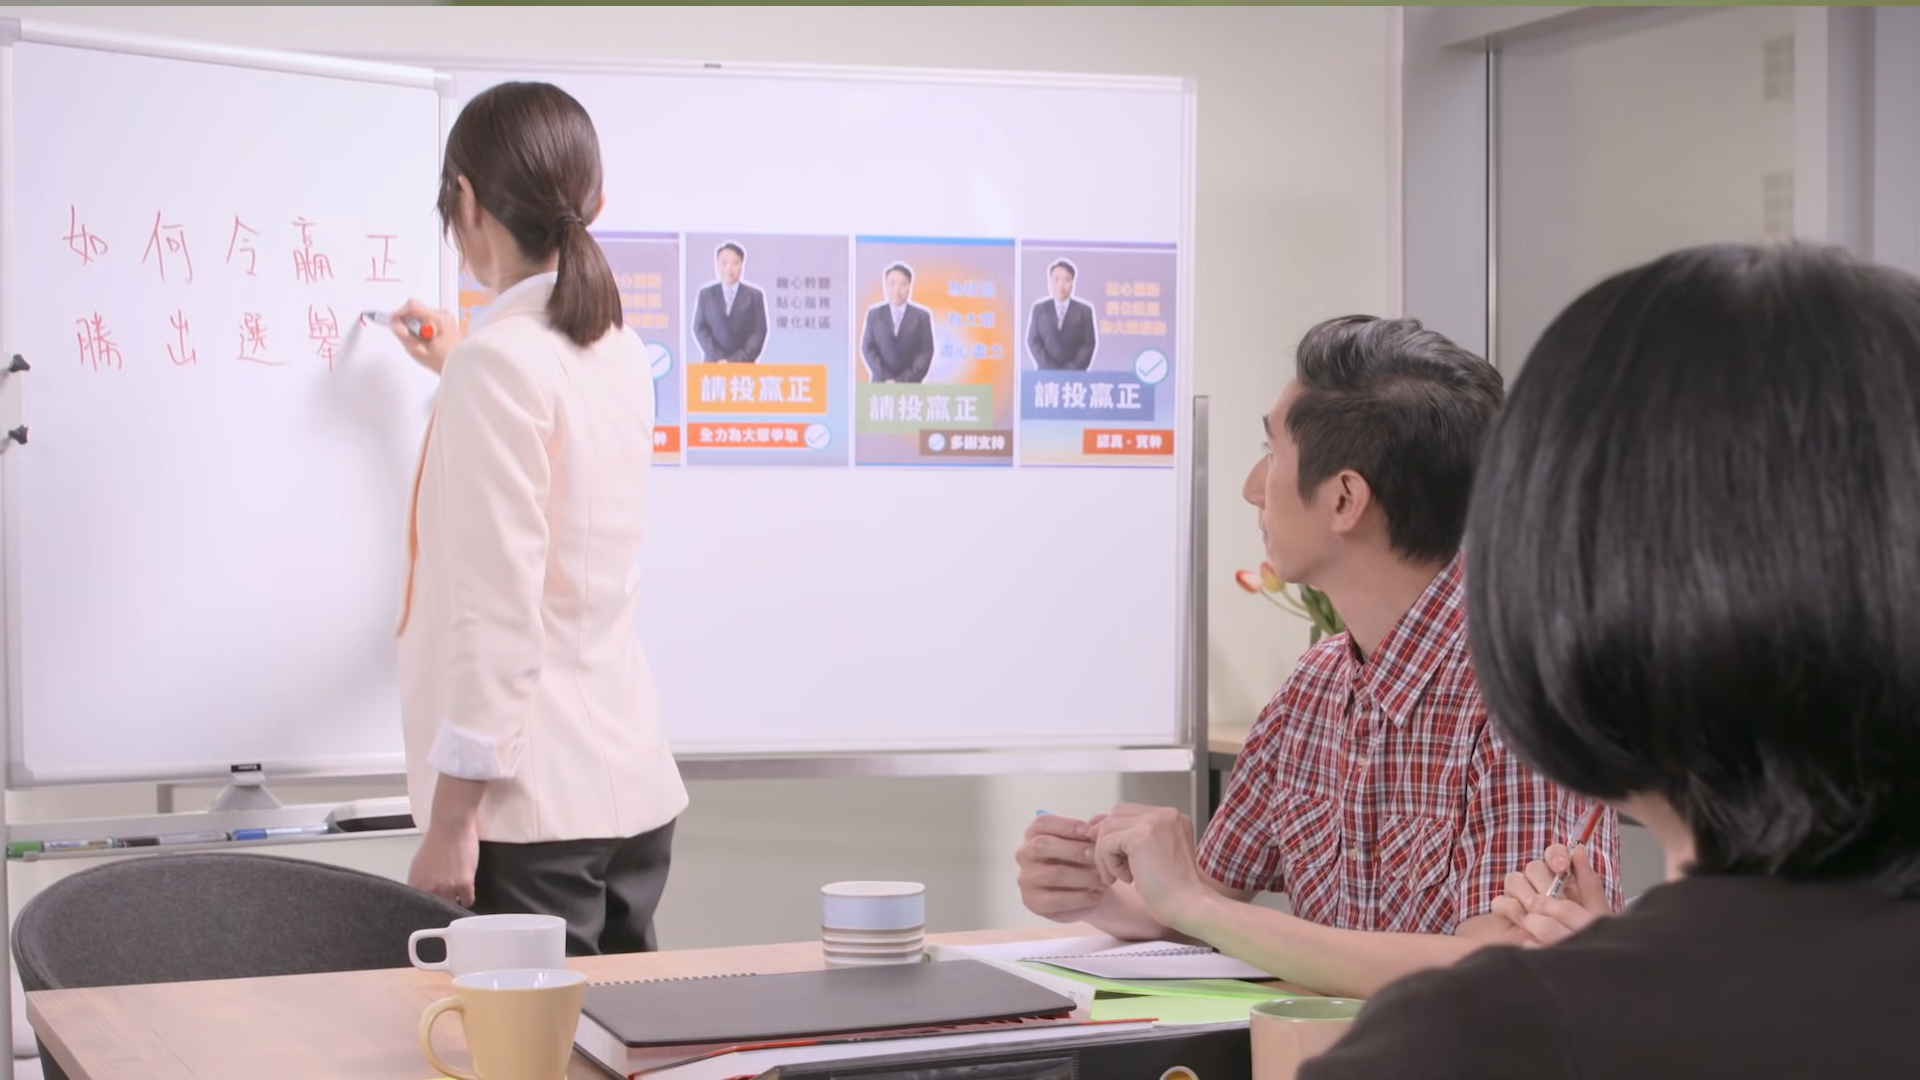 如何令贏正
勝出選舉
細心聆聽
貼心服務
優化社區
請投贏正
全力為大眾爭取
請投贏正
多謝支持
請投贏正
認真・實幹